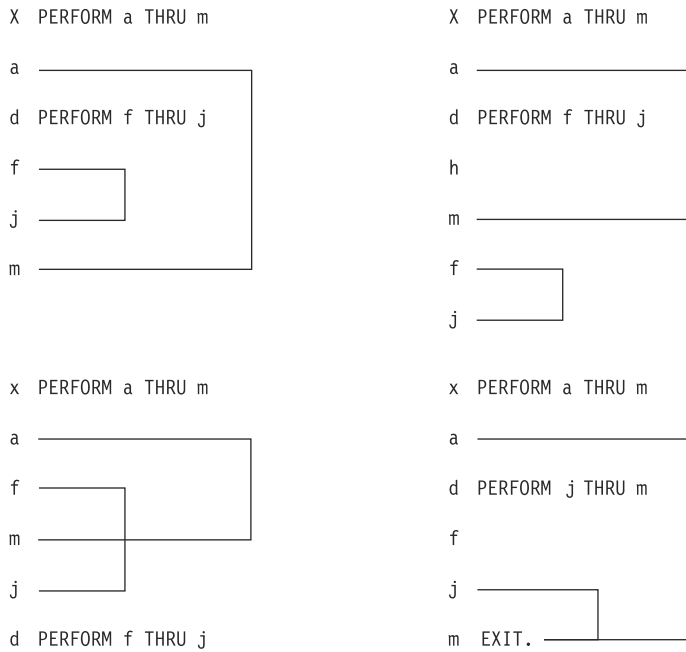 X PERFORM a THRU m
a
d PERFORM f THRU j
f
j
m
X PERFORM a THRU m
a
d PERFORM f THRU j
h
m
f
j
x PERFORM a THRU m
a
f
m
j
d PERFORM f THRU j
x PERFORM a THRU m
a
d PERFORM j THRU m
f
j
m EXIT.